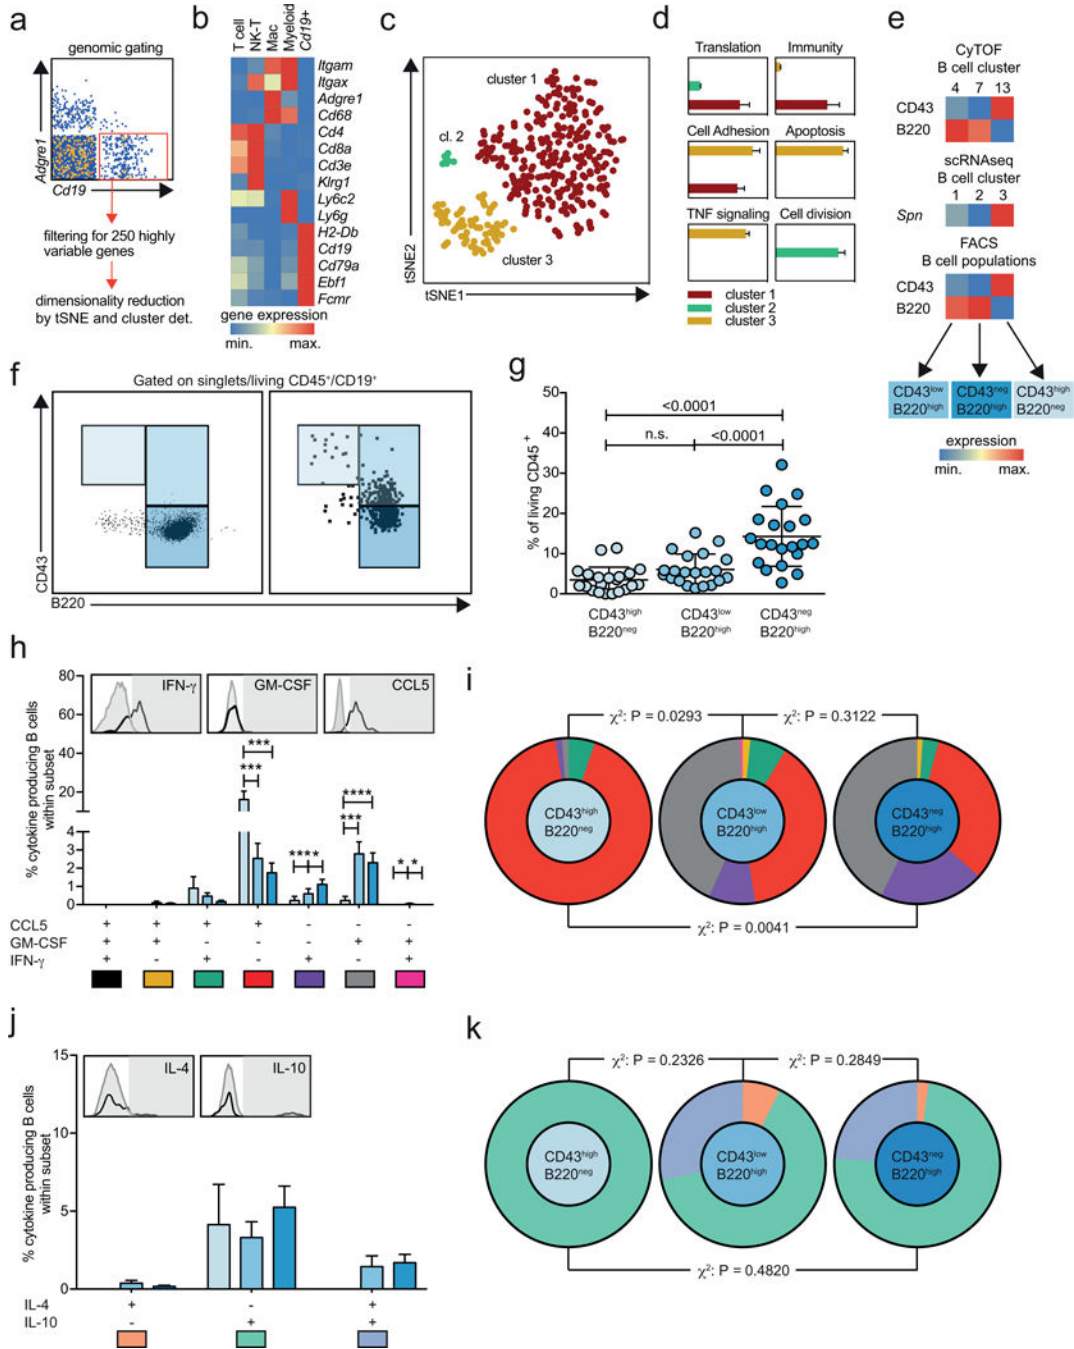 a
genomic gating
Adgre1
Cd19
filtering for 250 highly
variable genes
dimensionality reduction
by tSNE and cluster det.
b
T cell
NK-T
Mac
Myeloid
Cd19+
Itgam
Itgax
Adgre1
Cd68
Cd4
Cd8a
Cd3e
Klrg1
Ly6c2
Ly6g
H2-Db
Cd19
Cd79a
Ebf1
Fcmr
gene expression
min. max.
c
cluster 1
cl. 2
cluster 3
tSNE2
tSNE1
d
Translation Immunity
Cell Adhesion Apoptosis
TNF signaling Cell division
cluster 1
cluster 2
cluster 3
e
CyTOF
B cell cluster
4 7 13
CD43
B220
scRNAseq
B cell cluster
1 2 3
Spn
FACS
B cell populations
CD43
B220
CD43low CD43neg CD43high
B220high B220high B220neg
expression
min. max.
f
Gated on singlets/living CD45+/CD19+
CD43
B220
g
% of living CD45+
50
40
30
20
10
0
<0.0001
n.s. <0.0001
CD43high CD43low CD43neg
B220neg B220high B220high
h
% cytokine producing B cells
within subset
80
60
40
20
4
3
2
1
0
IFN-γ GM-CSF CCL5
***
***
****
***
****
* *
CCL5 + + + + - - -
GM-CSF + + - - - + +
IFN-γ + - + - + - +
i
χ²: P = 0.0293 χ²: P = 0.3122
CD43high CD43low CD43neg
B220neg B220high B220high
χ²: P = 0.0041
j
% cytokine producing B cells
within subset
15
10
5
0
IL-4 IL-10
IL-4 + - +
IL-10 - + +
k
χ²: P = 0.2326 χ²: P = 0.2849
CD43high CD43low CD43neg
B220neg B220high B220high
χ²: P = 0.4820